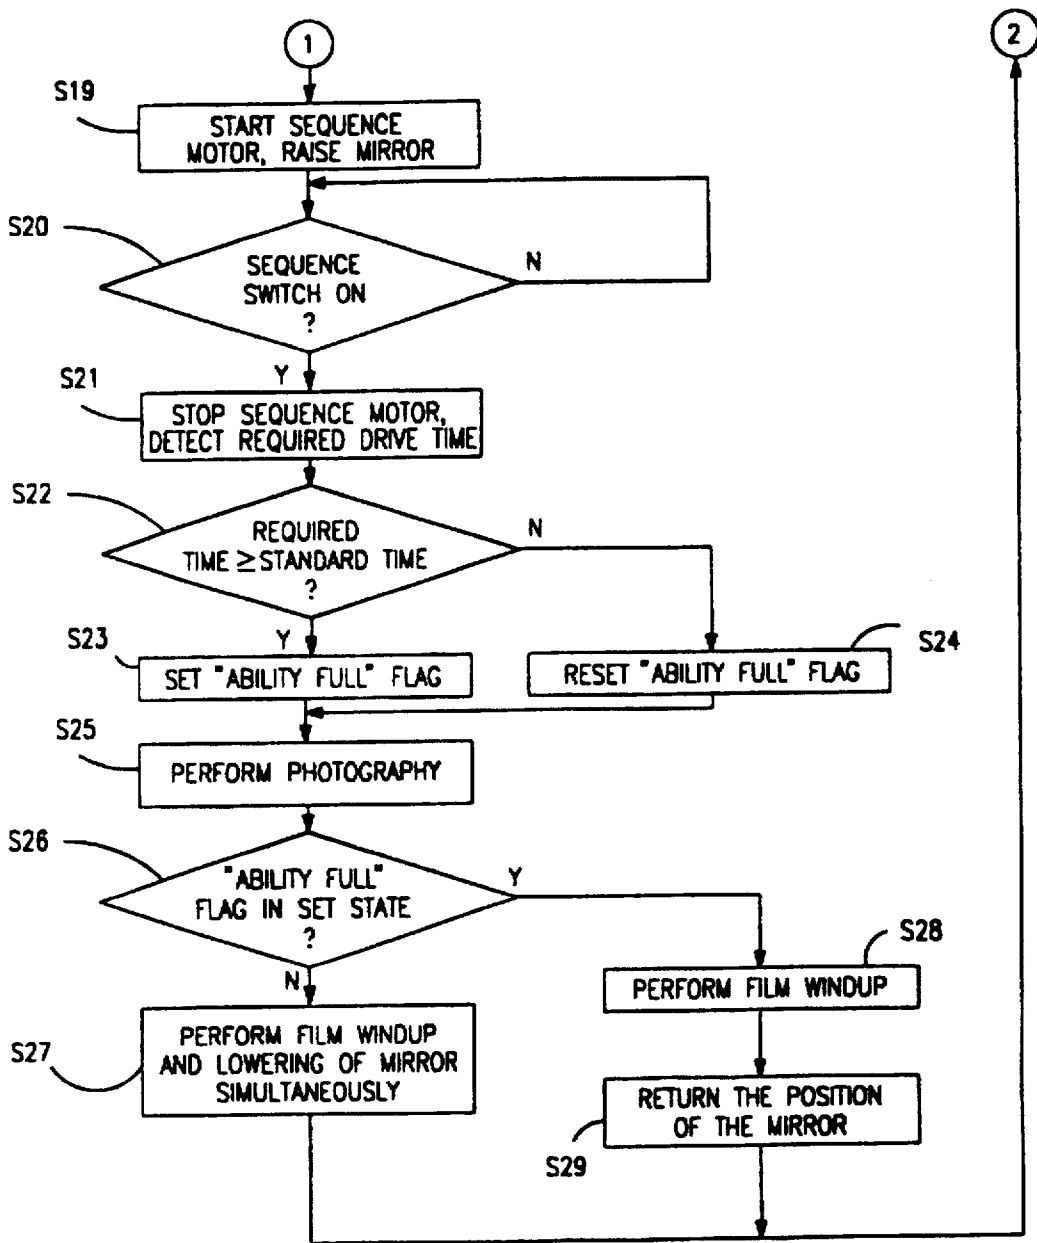 1
2
S19
START SEQUENCE
MOTOR, RAISE MIRROR
S20
SEQUENCE
SWITCH ON
?
N
Y
S21
STOP SEQUENCE MOTOR,
DETECT REQUIRED DRIVE TIME
S22
REQUIRED
TIME ≥ STANDARD TIME
?
N
Y
S23
SET "ABILITY FULL" FLAG
S24
RESET "ABILITY FULL" FLAG
S25
PERFORM PHOTOGRAPHY
S26
"ABILITY FULL"
FLAG IN SET STATE
?
Y
N
S28
PERFORM FILM WINDUP
S27
PERFORM FILM WINDUP
AND LOWERING OF MIRROR
SIMULTANEOUSLY
RETURN THE POSITION
OF THE MIRROR
S29